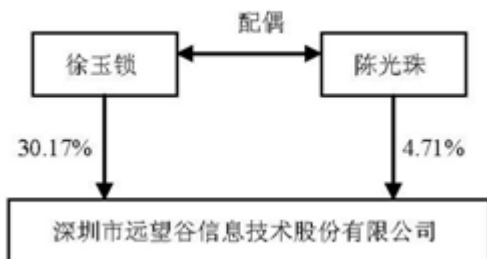 配偶
徐玉锁
陈光珠
30.17%
4.71%
深圳市远望谷信息技术股份有限公司